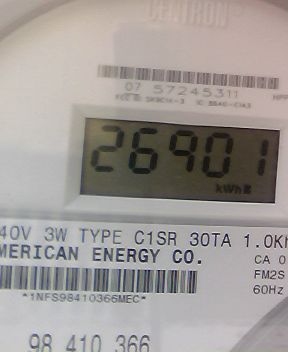 CENTRON®
07 57245311
26901
kWh
40V 3W TYPE C1SR 30TA 1.0K
MERICAN ENERGY CO.
CA 0
FM2S
60Hz
*1NFS98410366MEC*
98 410 366